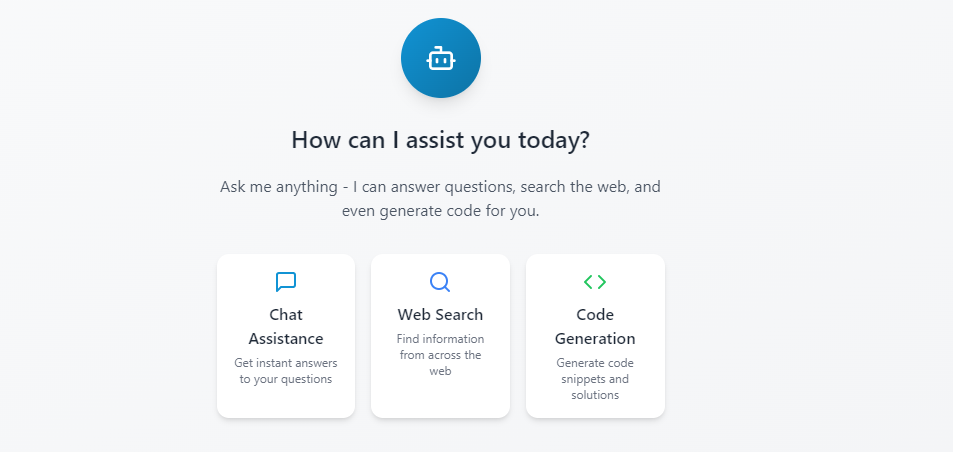 How can I assist you today?
Ask me anything - I can answer questions, search the web, and
even generate code for you.
Chat
Assistance
Get instant answers
to your questions
Web Search
Find information
from across the
web
Code
Generation
Generate code
snippets and
solutions